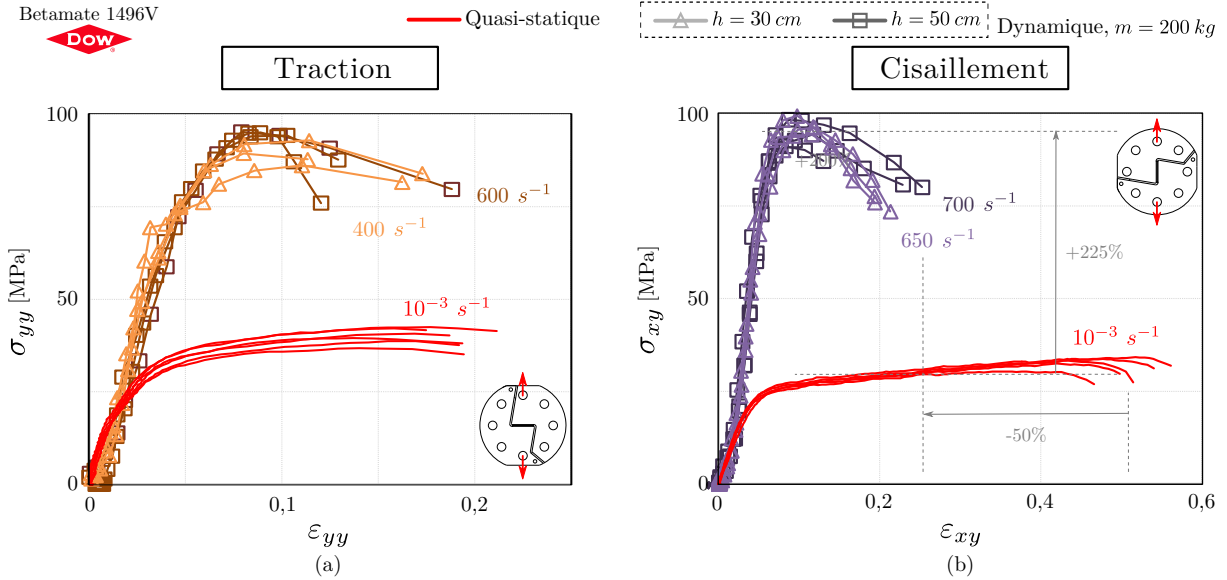 Betamate 1496V
Dow
®
Quasi-statique
h = 30 cm
h = 50 cm
Dynamique, m = 200 kg
Traction
Cisaillement
100
50
0
σyy [MPa]
600 s⁻¹
400 s⁻¹
10⁻³ s⁻¹
0
0,1
0,2
εyy
(a)
100
50
0
σxy [MPa]
700 s⁻¹
650 s⁻¹
+225%
10⁻³ s⁻¹
-50%
0
0,2
0,4
0,6
εxy
(b)